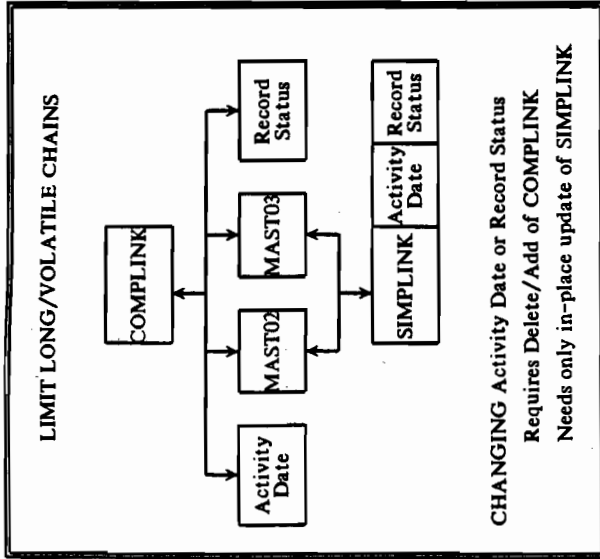 LIMIT LONG/VOLATILE CHAINS
COMPLINK
Activity
Date
MAST02
MAST03
Record
Status
SIMPLINK
Activity
Date
Record
Status
CHANGING Activity Date or Record Status
Requires Delete/Add of COMPLINK
Needs only in-place update of SIMPLINK